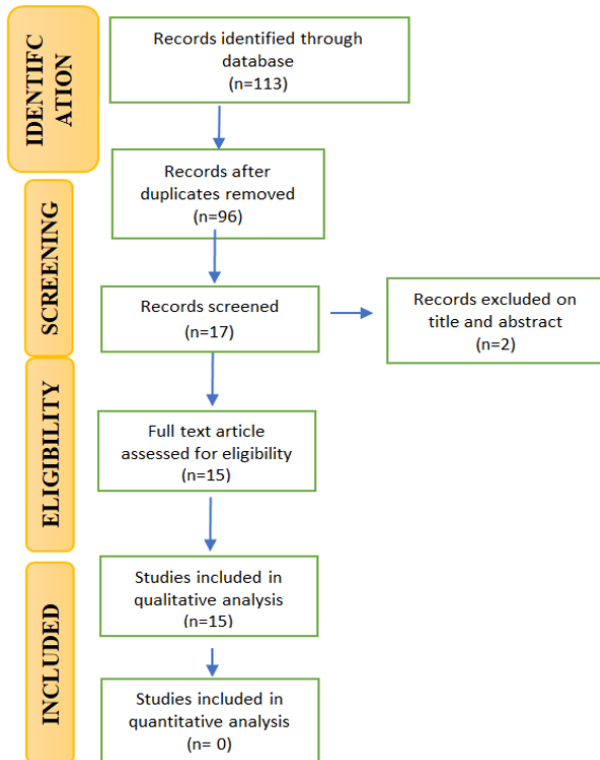 IDENTIFC
ATION
Records identified through
database
(n=113)
Records after
duplicates removed
(n=96)
SCREENING
Records screened
(n=17)
Records excluded on
title and abstract
(n=2)
ELIGIBILITY
Full text article
assessed for eligibility
(n=15)
INCLUDED
Studies included in
qualitative analysis
(n=15)
Studies included in
quantitative analysis
(n= 0)